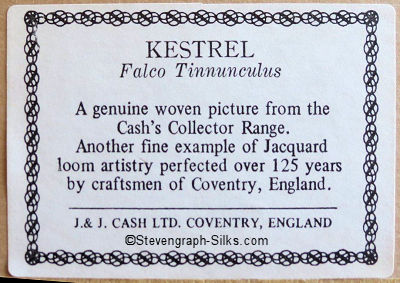 KESTREL
Falco Tinnunculus
A genuine woven picture from the
Cash's Collector Range.
Another fine example of Jacquard
loom artistry perfected over 125 years
by craftsmen of Coventry, England.
J.& J. CASH LTD. COVENTRY, ENGLAND
©Stevengraph-Silks.com